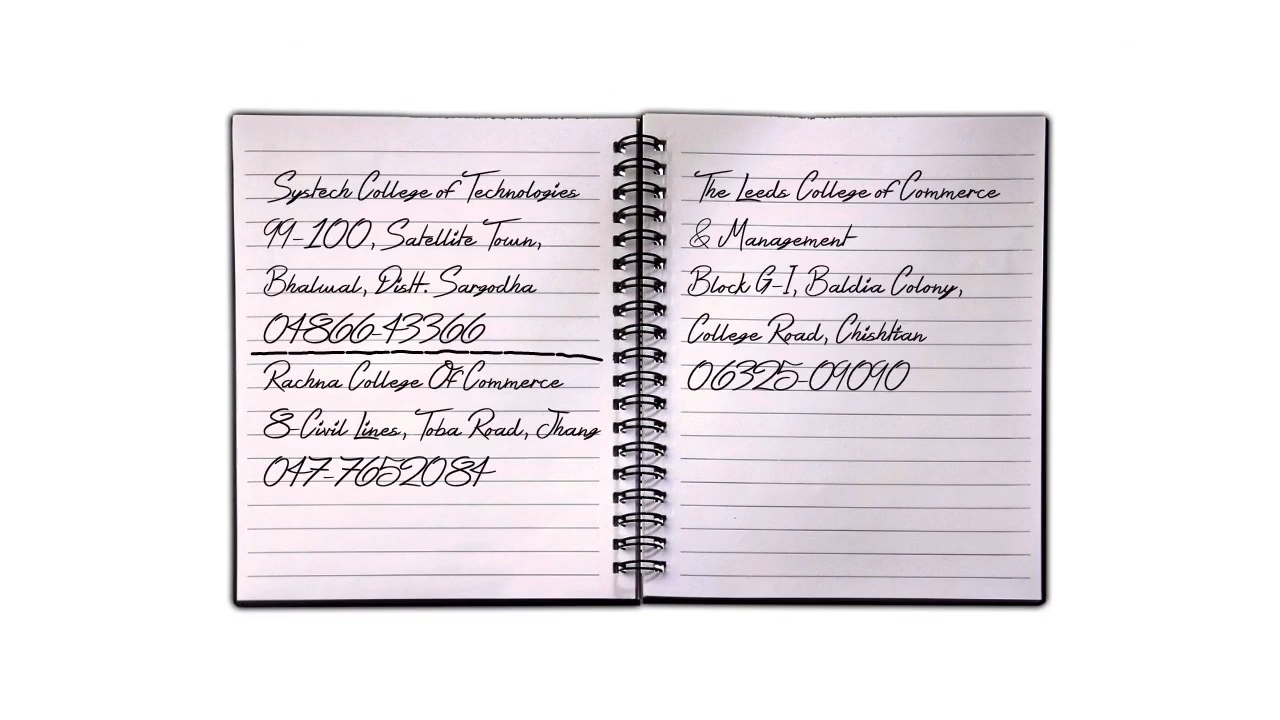 Systech College of Technologies
99-100, Satellite Town,
Bhalwal, Distt. Sargodha
04866-43366
Rachna College Of Commerce
8-Civil Lines, Toba Road, Jhang
047-7652084
The Leeds College of Commerce
& Management
Block G-I, Baldia Colony,
College Road, Chishtian
06325-09090